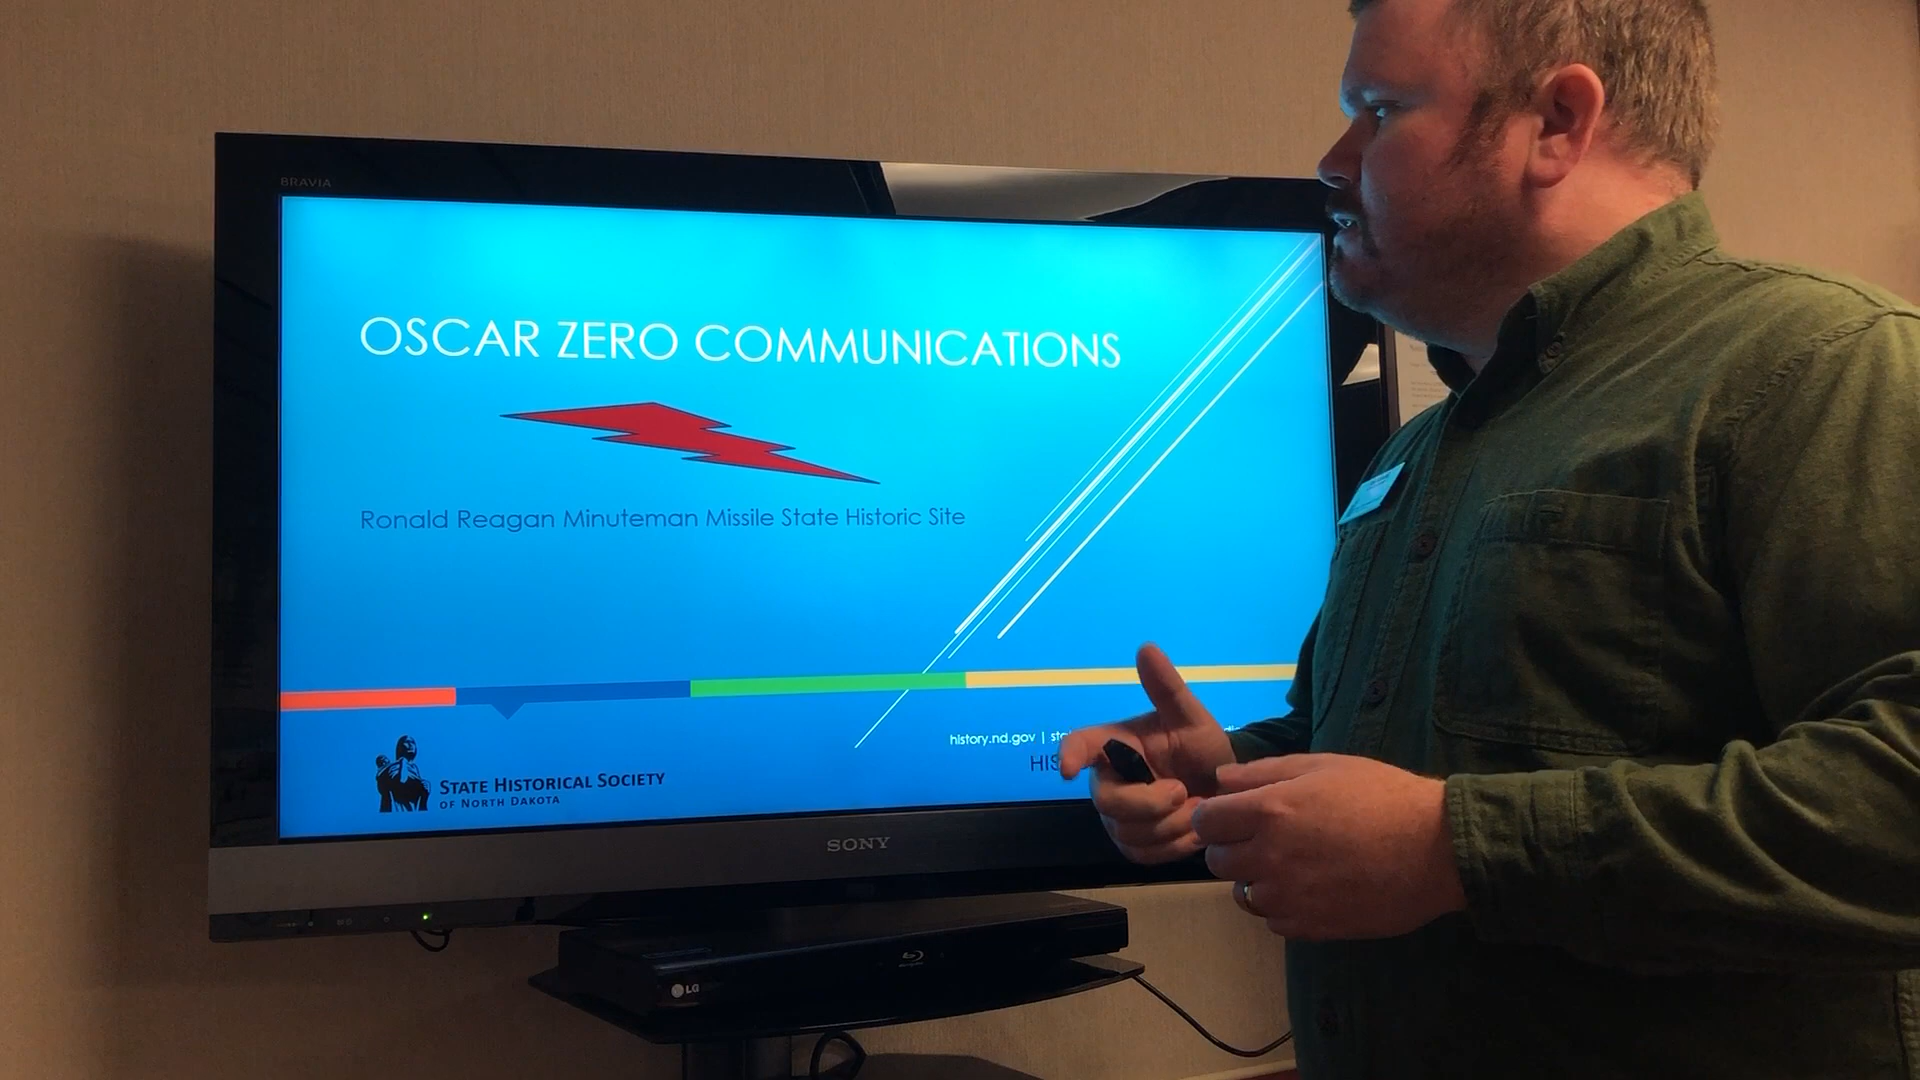 BRAVIA
OSCAR ZERO COMMUNICATIONS
Ronald Reagan Minuteman Missile State Historic Site
history.nd.gov |
STATE HISTORICAL SOCIETY
OF NORTH DAKOTA
SONY
LG